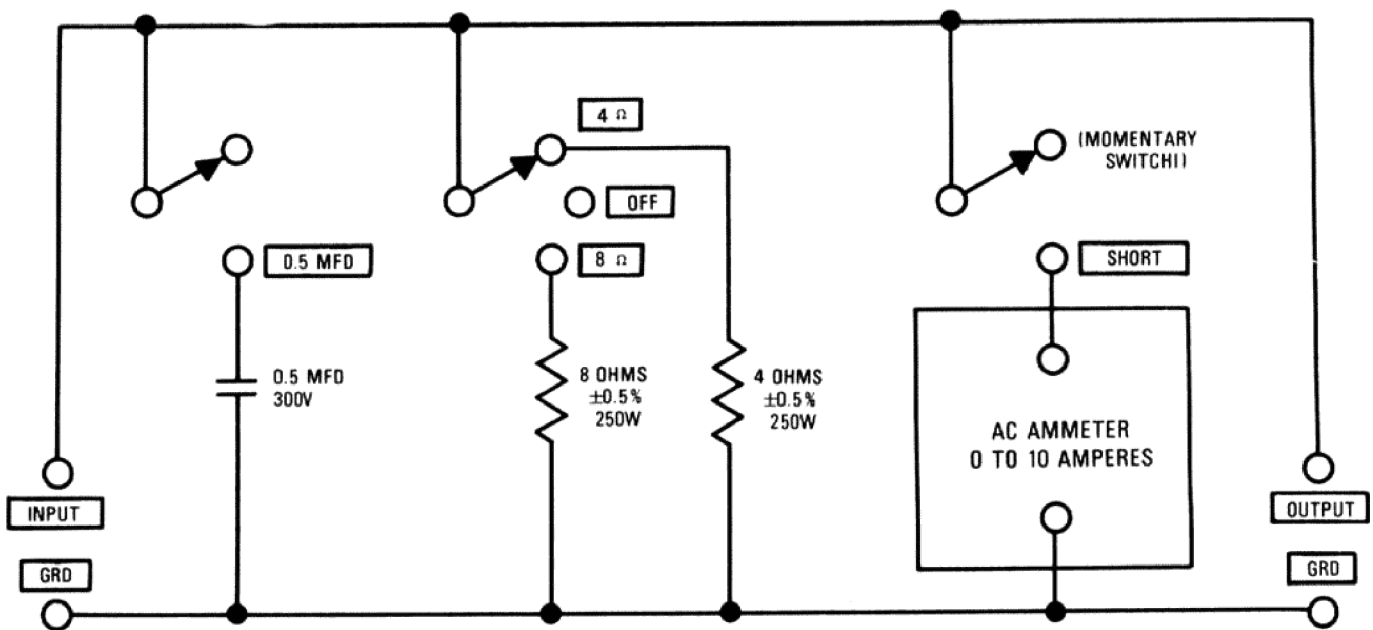 4 Ω
(MOMENTARY
SWITCH))
OFF
0.5 MFD
8 Ω
SHORT
0.5 MFD
300V
8 OHMS
±0.5%
250W
4 OHMS
±0.5%
250W
AC AMMETER
0 TO 10 AMPERES
INPUT
OUTPUT
GRD
GRD